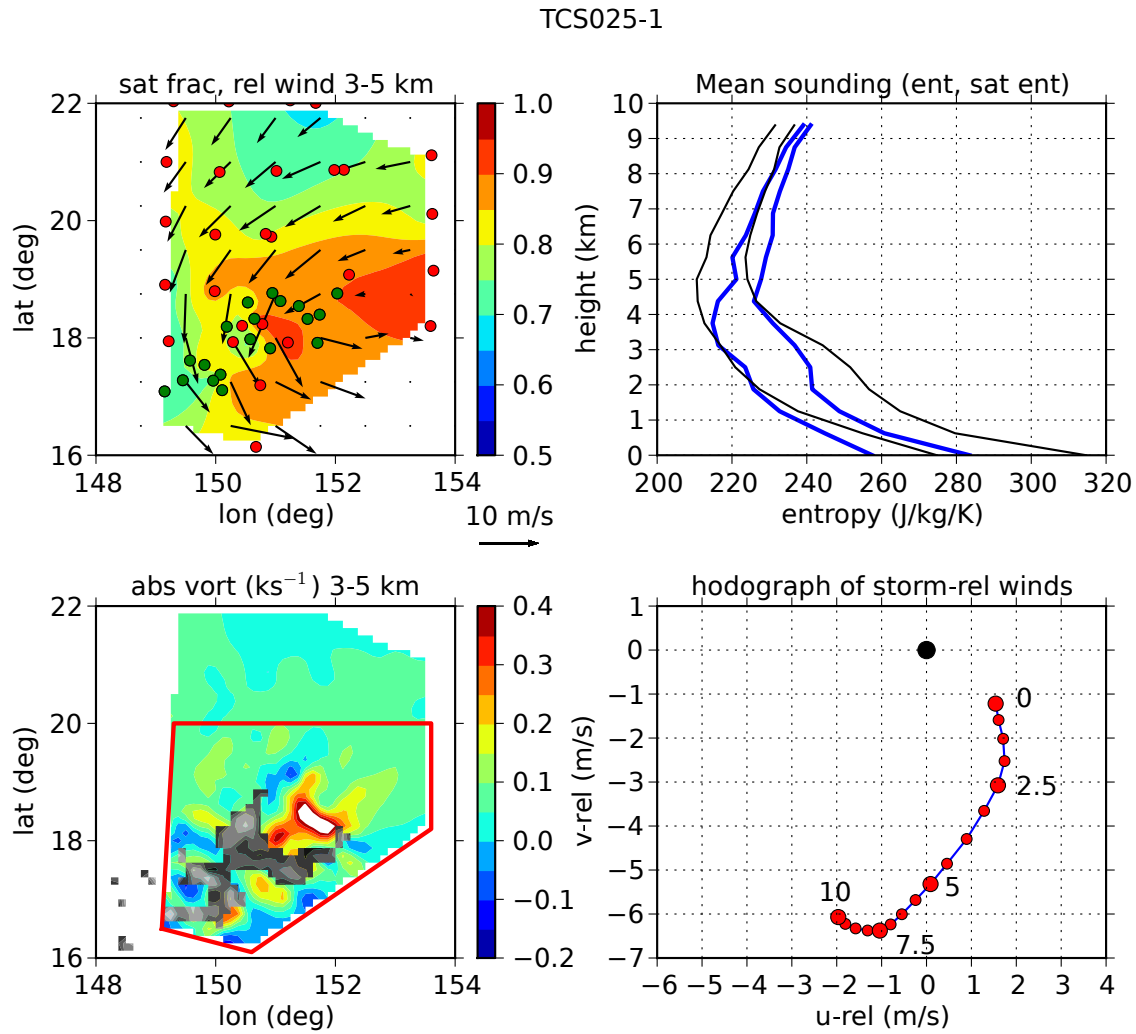 TCS025-1
sat frac, rel wind 3-5 km
Mean sounding (ent, sat ent)
22
20
18
16
lat (deg)
148 150 152 154
lon (deg)
1.0
0.9
0.8
0.7
0.6
0.5
10 m/s
10
9
8
7
6
5
4
3
2
1
0
height (km)
200 220 240 260 280 300 320
entropy (J/kg/K)
abs vort (ks⁻¹) 3-5 km
hodograph of storm-rel winds
22
20
18
16
lat (deg)
148 150 152 154
lon (deg)
0.4
0.3
0.2
0.1
0.0
−0.1
−0.2
1
0
−1
−2
−3
−4
−5
−6
−7
v-rel (m/s)
0
2.5
5
7.5
10
−6 −5 −4 −3 −2 −1 0 1 2 3 4
u-rel (m/s)